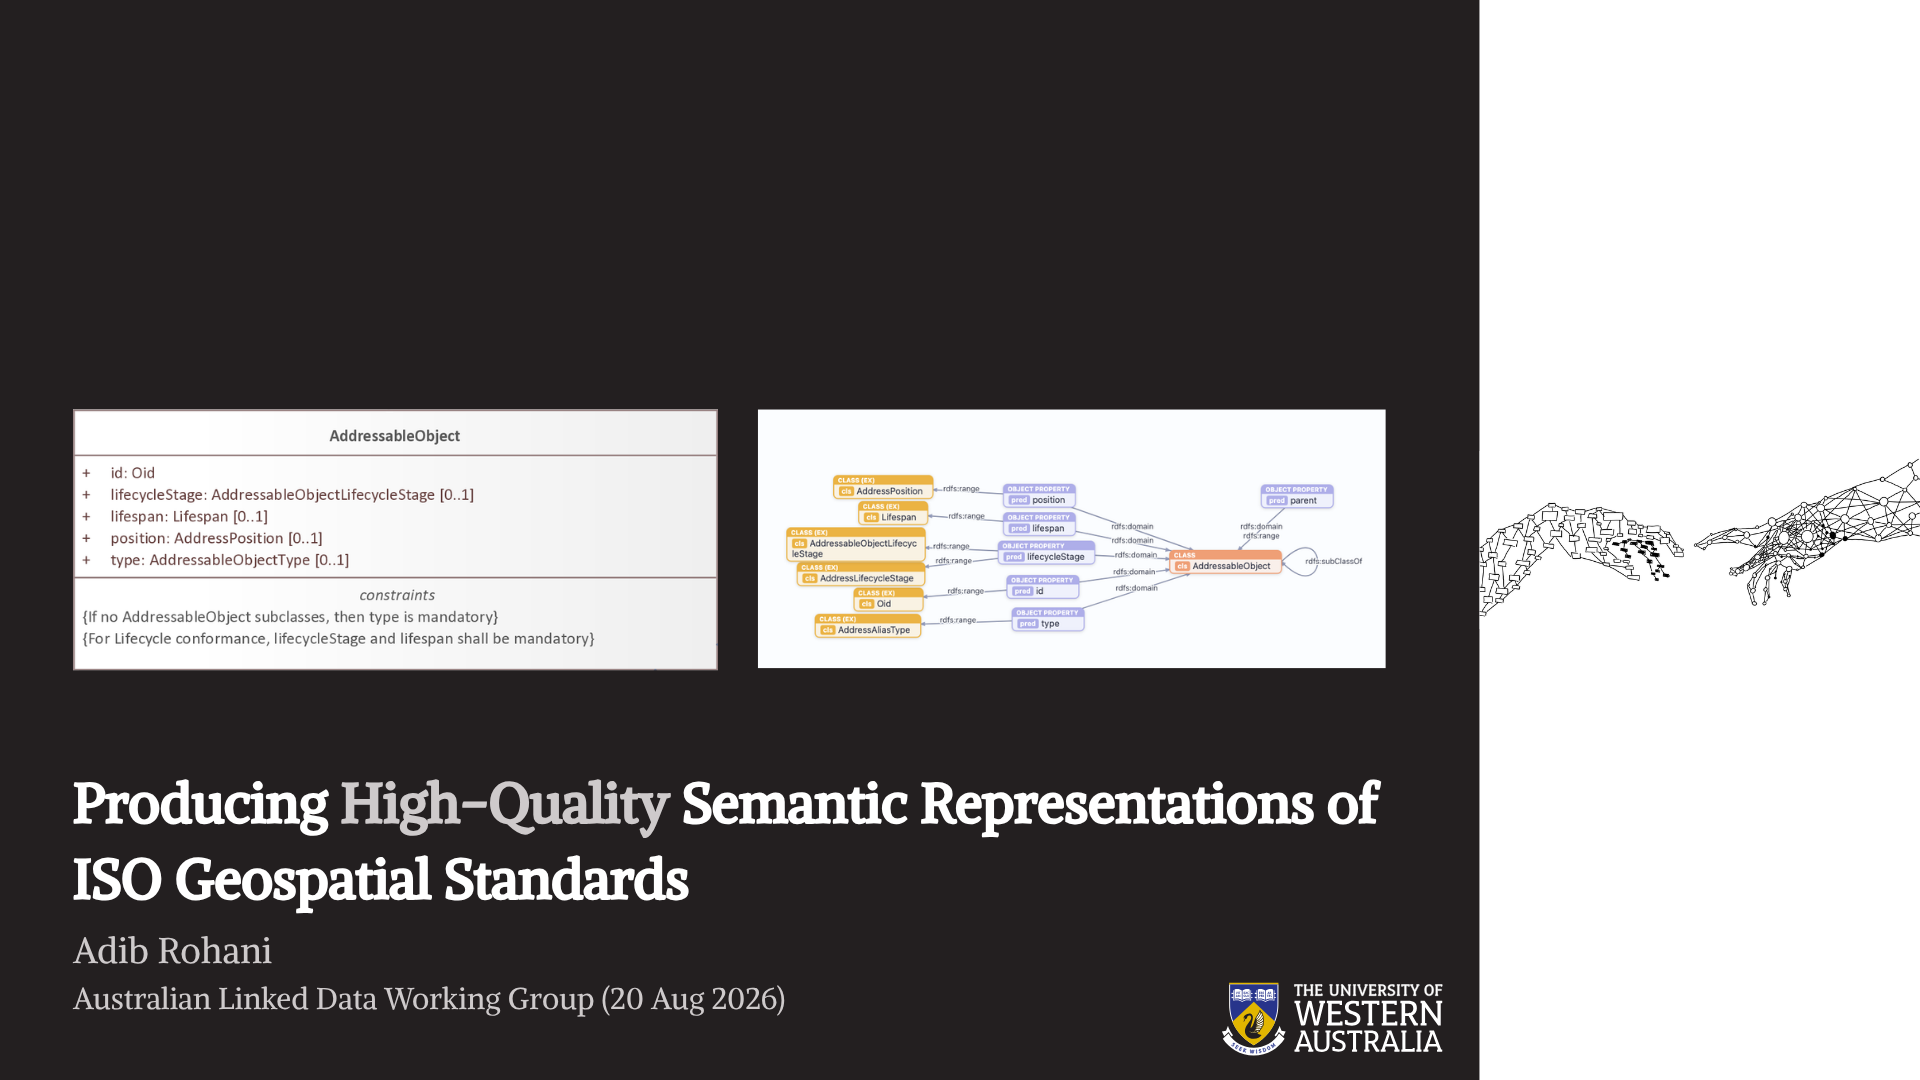 AddressableObject
+ id: Oid
+ lifecycleStage: AddressableObjectLifecycleStage [0..1]
+ lifespan: Lifespan [0..1]
+ position: AddressPosition [0..1]
+ type: AddressableObjectType [0..1]
constraints
{If no AddressableObject subclasses, then type is mandatory}
{For Lifecycle conformance, lifecycleStage and lifespan shall be mandatory}
CLASS (EX)
cls AddressPosition
CLASS (EX)
cls Lifespan
CLASS (EX)
cls AddressableObjectLifecyc
leStage
CLASS (EX)
cls AddressLifecycleStage
CLASS (EX)
cls Oid
CLASS (EX)
cls AddressAliasType
rdfs:range
rdfs:range
rdfs:range
rdfs:range
rdfs:range
rdfs:range
OBJECT PROPERTY
pred position
OBJECT PROPERTY
pred lifespan
OBJECT PROPERTY
pred lifecycleStage
OBJECT PROPERTY
pred id
OBJECT PROPERTY
pred type
rdfs:domain
rdfs:domain
rdfs:domain
rdfs:domain
rdfs:domain
OBJECT PROPERTY
pred parent
rdfs:domain
rdfs:range
CLASS
cls AddressableObject
rdfs:subClassOf
Producing High-Quality Semantic Representations of
ISO Geospatial Standards
Adib Rohani
Australian Linked Data Working Group (20 Aug 2026)
SEEK WISDOM
THE UNIVERSITY OF
WESTERN
AUSTRALIA